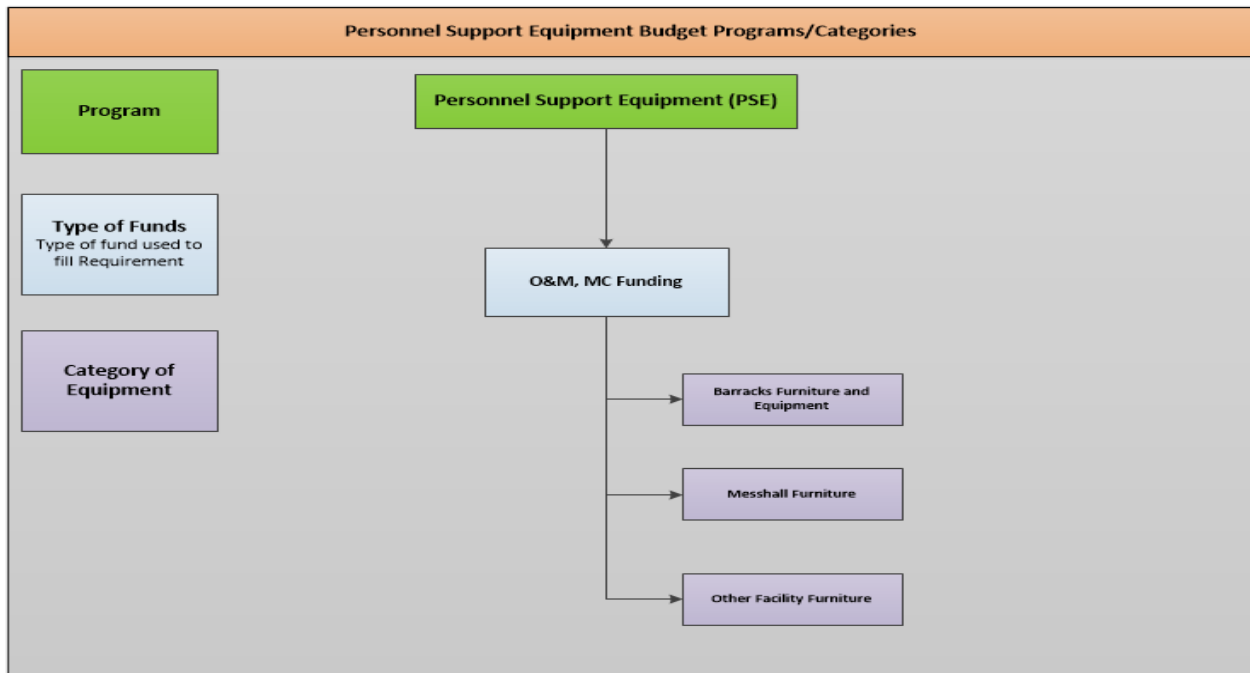 Personnel Support Equipment Budget Programs/Categories
Program
Personnel Support Equipment (PSE)
Type of Funds
Type of fund used to
fill Requirement
O&M, MC Funding
Category of
Equipment
Barracks Furniture and
Equipment
Messhall Furniture
Other Facility Furniture